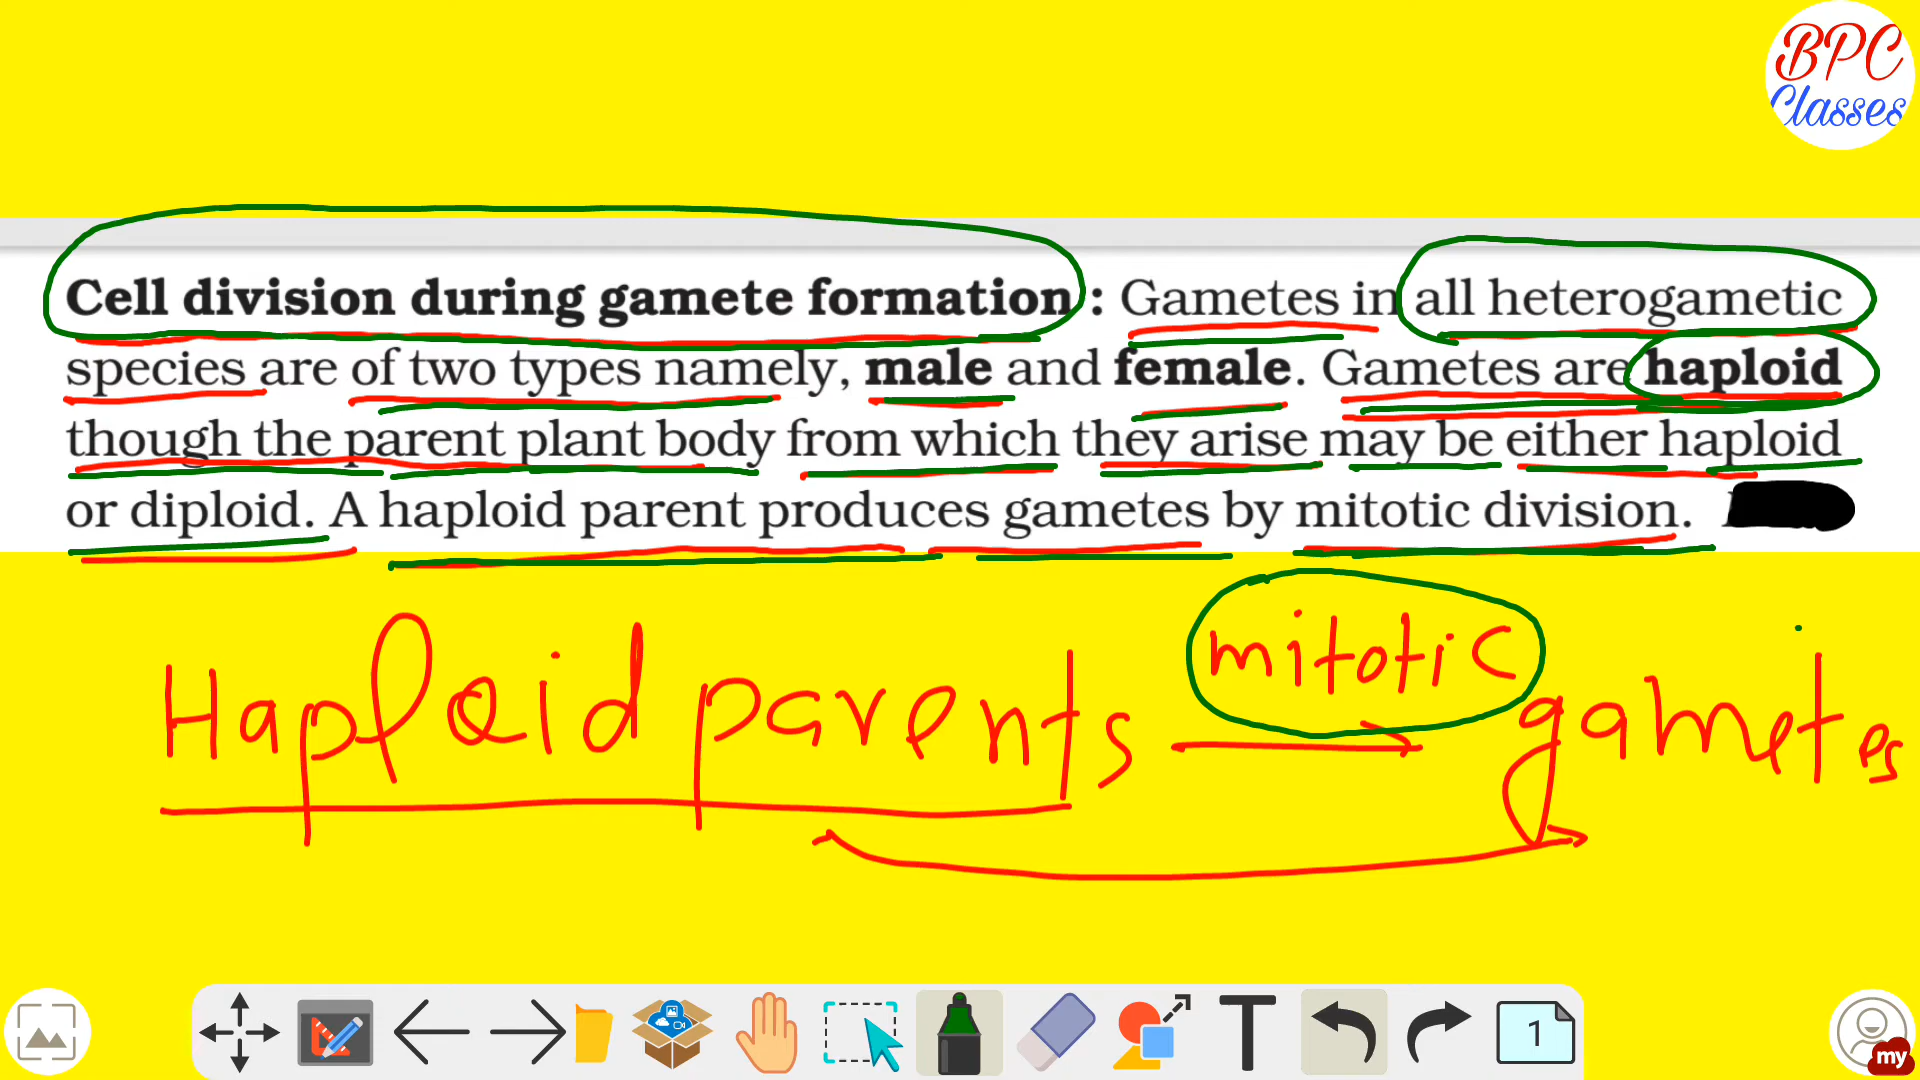 BPC
Classes
Cell division during gamete formation : Gametes in all heterogametic
species are of two types namely, male and female. Gametes are haploid
though the parent plant body from which they arise may be either haploid
or diploid. A haploid parent produces gametes by mitotic division.
mitotic
Haploid parents gametes
T
1
my